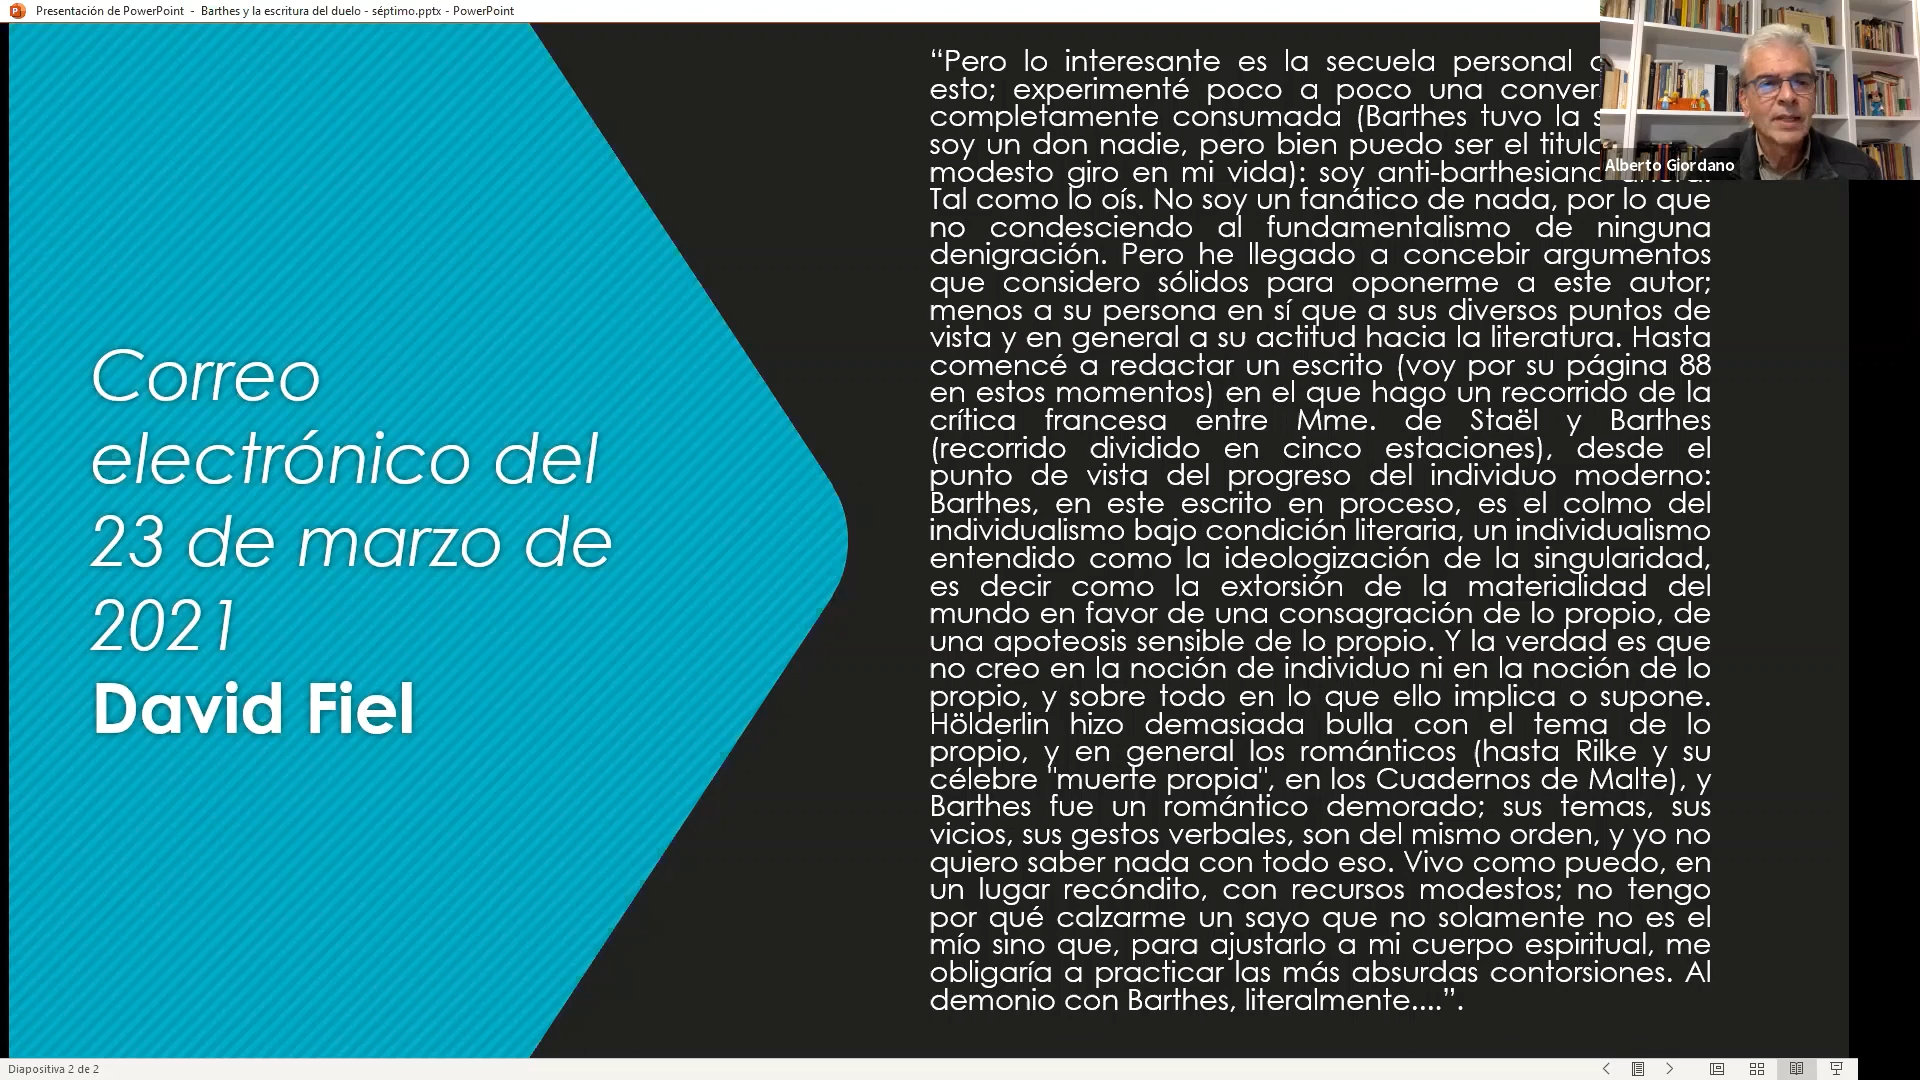 Presentación de PowerPoint - Barthes y la escritura del duelo - séptimo.pptx - PowerPoint
Correo
electrónico del
23 de marzo de
2021
David Fiel
“Pero lo interesante es la secuela personal
esto; experimenté poco a poco una
completamente consumada (Barthes tuvo la
soy un don nadie, pero bien puedo ser el
modesto giro en mi vida): soy
Tal como lo oís. No soy un fanático de nada, por lo que
no condesciendo al fundamentalismo de ninguna
denigración. Pero he llegado a concebir argumentos
que considero sólidos para oponerme a este autor;
menos a su persona en sí que a sus diversos puntos de
vista y en general a su actitud hacia la literatura. Hasta
comencé a redactar un escrito (voy por su página 88
en estos momentos) en el que hago un recorrido de la
crítica francesa entre Mme. de Staël y Barthes
(recorrido dividido en cinco estaciones), desde el
punto de vista del progreso del individuo moderno:
Barthes, en este escrito en proceso, es el colmo del
individualismo bajo condición literaria, un individualismo
entendido como la ideologización de la singularidad,
es decir como la extorsión de la materialidad del
mundo en favor de una consagración de lo propio, de
una apoteosis sensible de lo propio. Y la verdad es que
no creo en la noción de individuo ni en la noción de lo
propio, y sobre todo en lo que ello implica o supone.
Hölderlin hizo demasiada bulla con el tema de lo
propio, y en general los románticos (hasta Rilke y su
célebre "muerte propia", en los Cuadernos de Malte), y
Barthes fue un romántico demorado; sus temas, sus
vicios, sus gestos verbales, son del mismo orden, y yo no
quiero saber nada con todo eso. Vivo como puedo, en
un lugar recóndito, con recursos modestos; no tengo
por qué calzarme un sayo que no solamente no es el
mío sino que, para ajustarlo a mi cuerpo espiritual, me
obligaría a practicar las más absurdas contorsiones. Al
demonio con Barthes, literalmente....”.
Alberto Giordano
Diapositiva 2 de 2